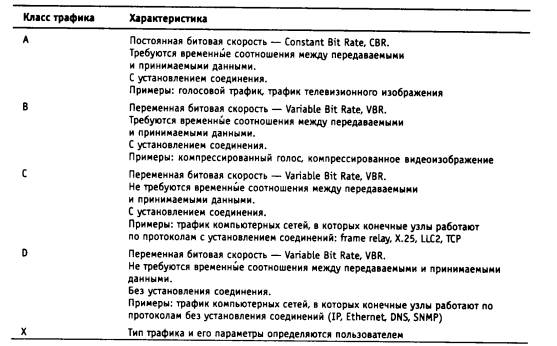 Класс трафика Характеристика
A Постоянная битовая скорость — Constant Bit Rate, CBR.
Требуются временные соотношения между передаваемыми
и принимаемыми данными.
С установлением соединения.
Примеры: голосовой трафик, трафик телевизионного изображения
B Переменная битовая скорость — Variable Bit Rate, VBR.
Требуются временные соотношения между передаваемыми
и принимаемыми данными.
С установлением соединения.
Примеры: компрессированный голос, компрессированное видеоизображение
C Переменная битовая скорость — Variable Bit Rate, VBR.
Не требуются временные соотношения между передаваемыми
и принимаемыми данными.
С установлением соединения.
Примеры: трафик компьютерных сетей, в которых конечные узлы работают
по протоколам с установлением соединений: frame relay, X.25, LLC2, TCP
D Переменная битовая скорость — Variable Bit Rate, VBR.
Не требуются временные соотношения между передаваемыми и принимаемыми
данными.
Без установления соединения.
Примеры: трафик компьютерных сетей, в которых конечные узлы работают по
протоколам без установления соединений (IP, Ethernet, DNS, SNMP)
X Тип трафика и его параметры определяются пользователем